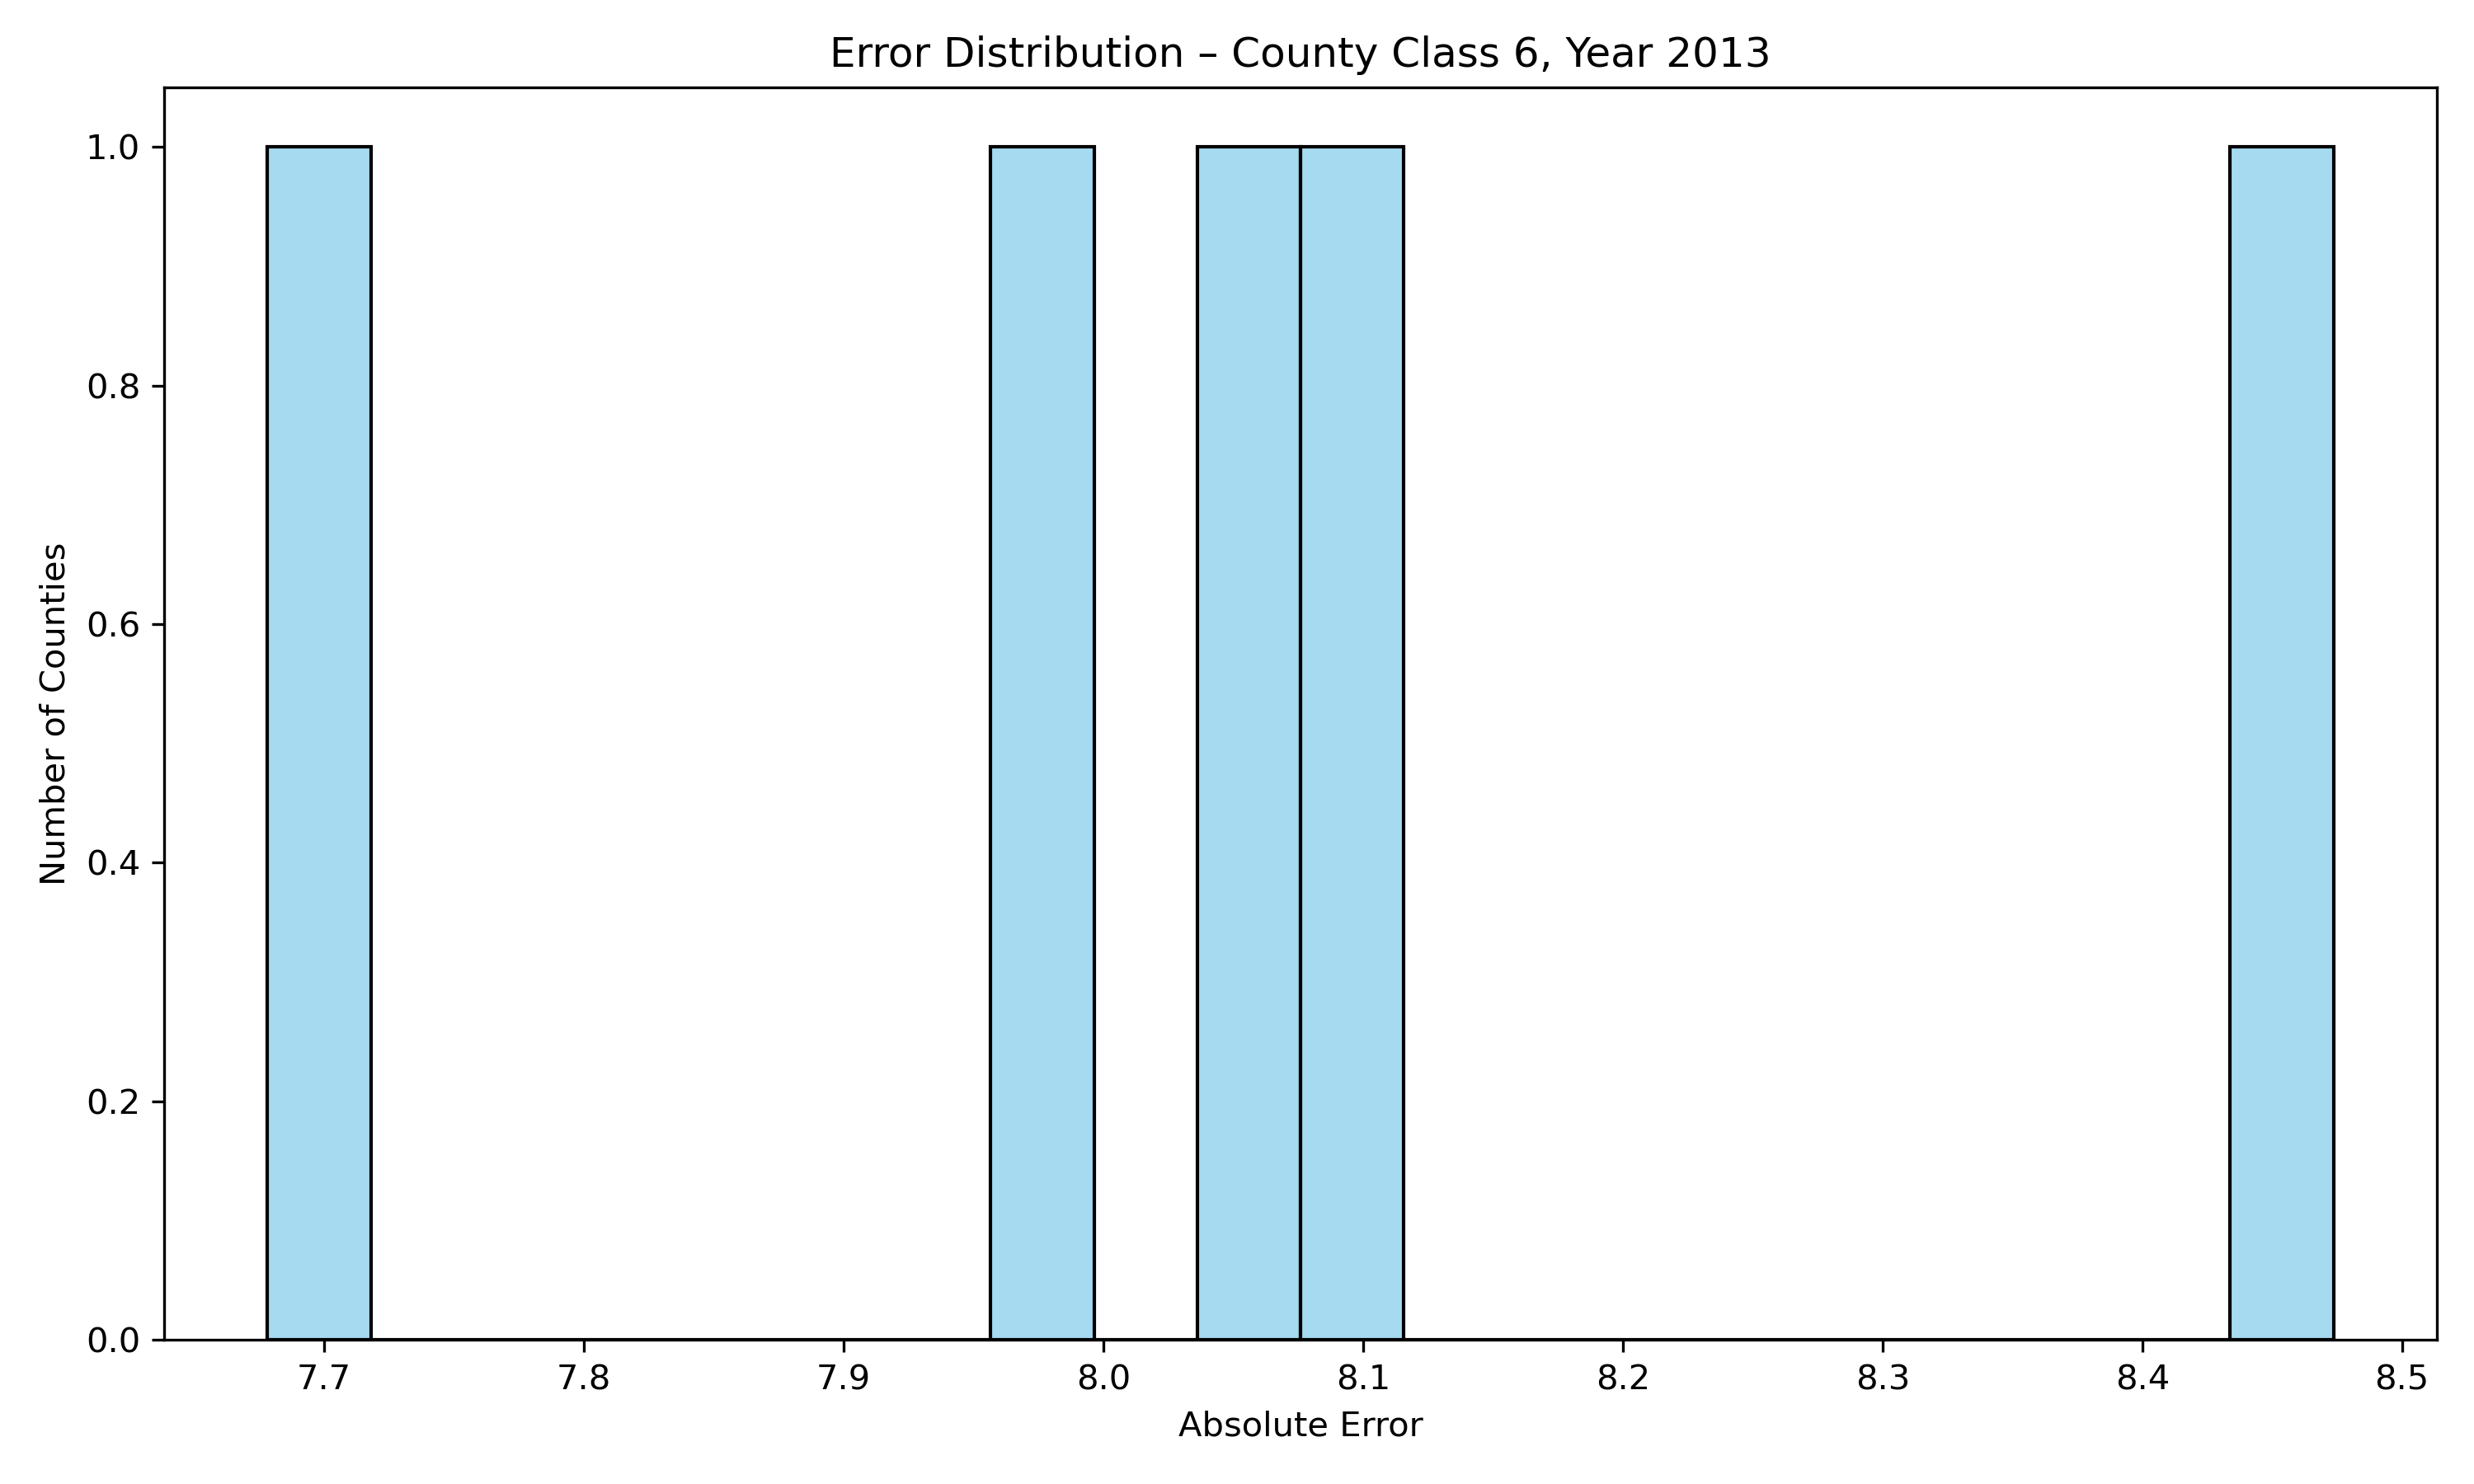 Error Distribution – County Class 6, Year 2013
Number of Counties
1.0
0.8
0.6
0.4
0.2
0.0
7.7 7.8 7.9 8.0 8.1 8.2 8.3 8.4 8.5
Absolute Error